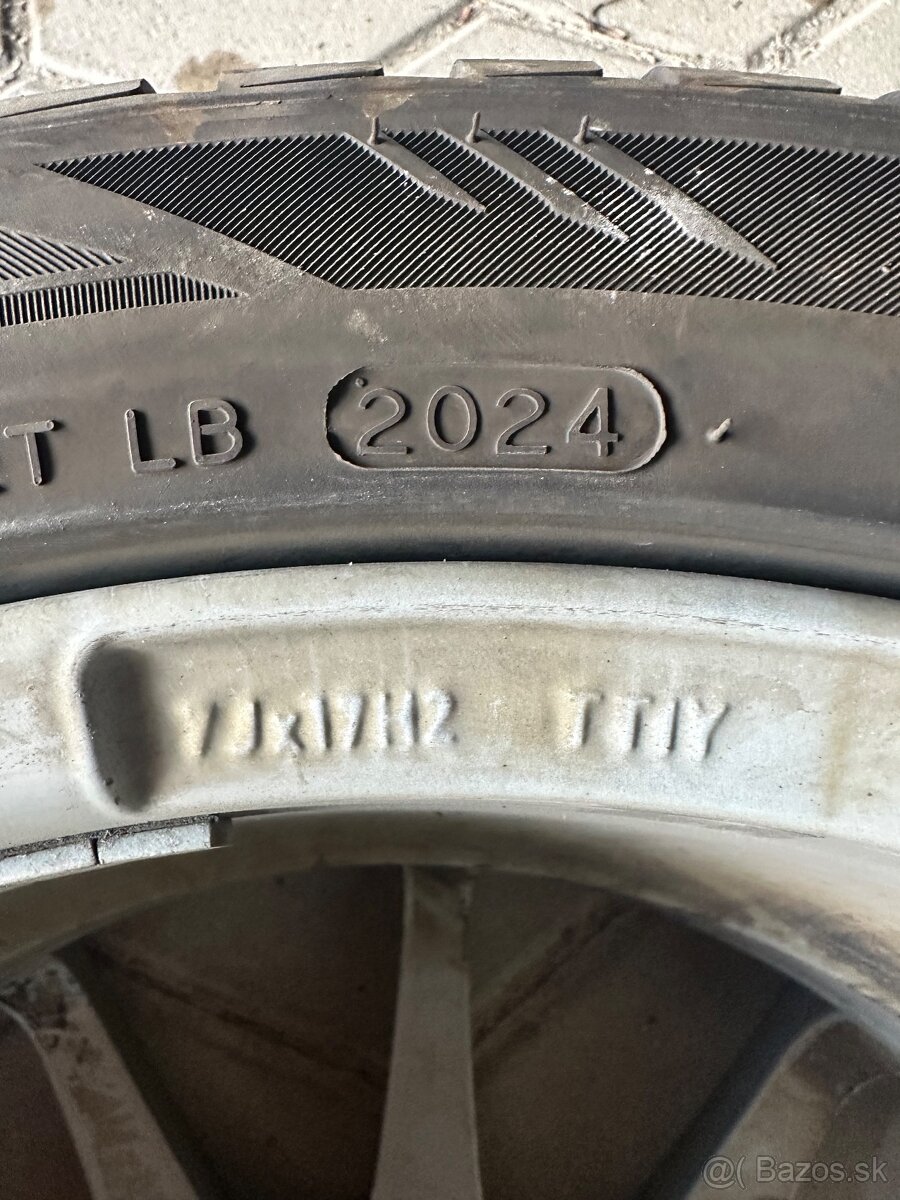 T LB 2024
7Jx17H2 TTIY
@( Bazos.sk